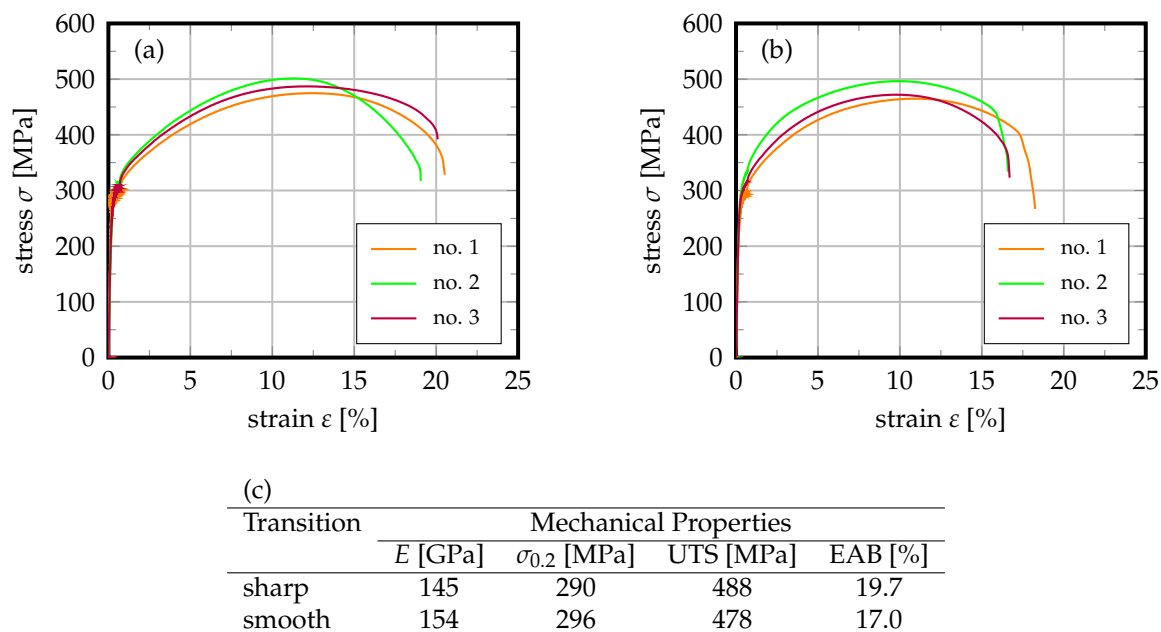 (a)
600
500
400
300
200
100
0
stress σ [MPa]
no. 1
no. 2
no. 3
0 5 10 15 20 25
strain ε [%]
(b)
600
500
400
300
200
100
0
stress σ [MPa]
no. 1
no. 2
no. 3
0 5 10 15 20 25
strain ε [%]
(c)
Transition Mechanical Properties
E [GPa] σ0.2 [MPa] UTS [MPa] EAB [%]
sharp 145 290 488 19.7
smooth 154 296 478 17.0